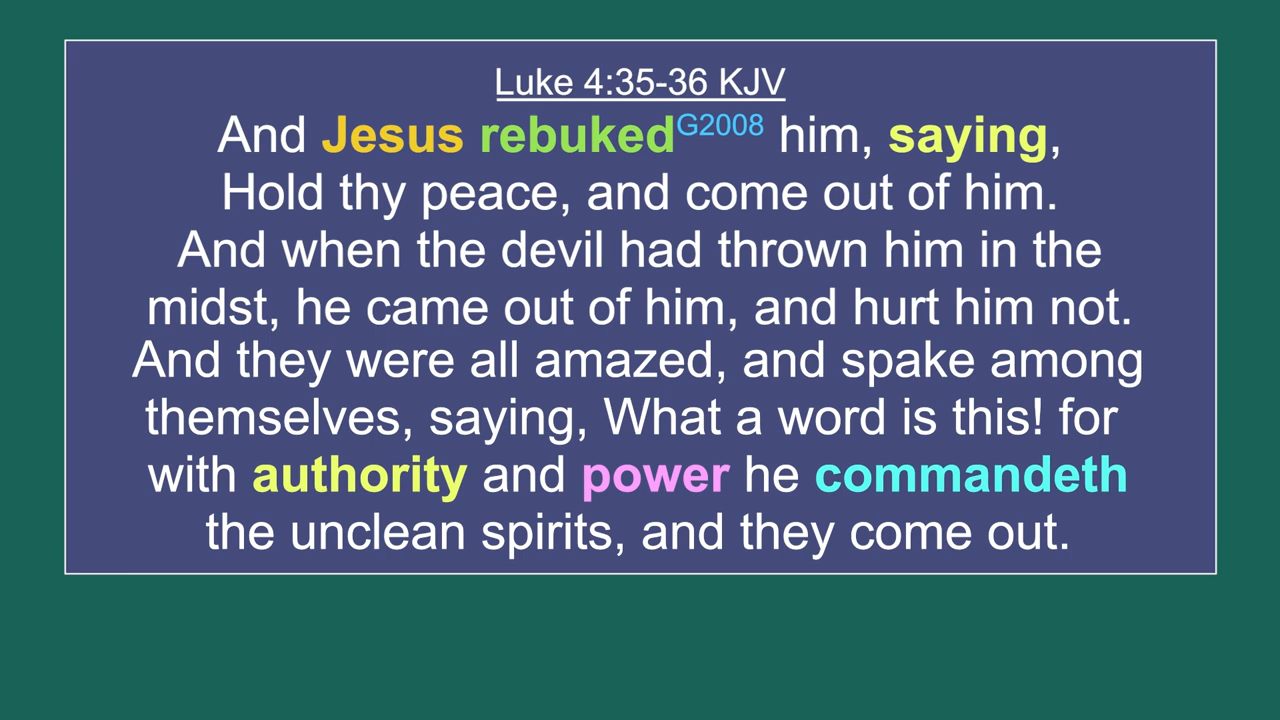 Luke 4:35-36 KJV
And Jesus rebukedG2008 him, saying,
Hold thy peace, and come out of him.
And when the devil had thrown him in the
midst, he came out of him, and hurt him not.
And they were all amazed, and spake among
themselves, saying, What a word is this! for
with authority and power he commandeth
the unclean spirits, and they come out.